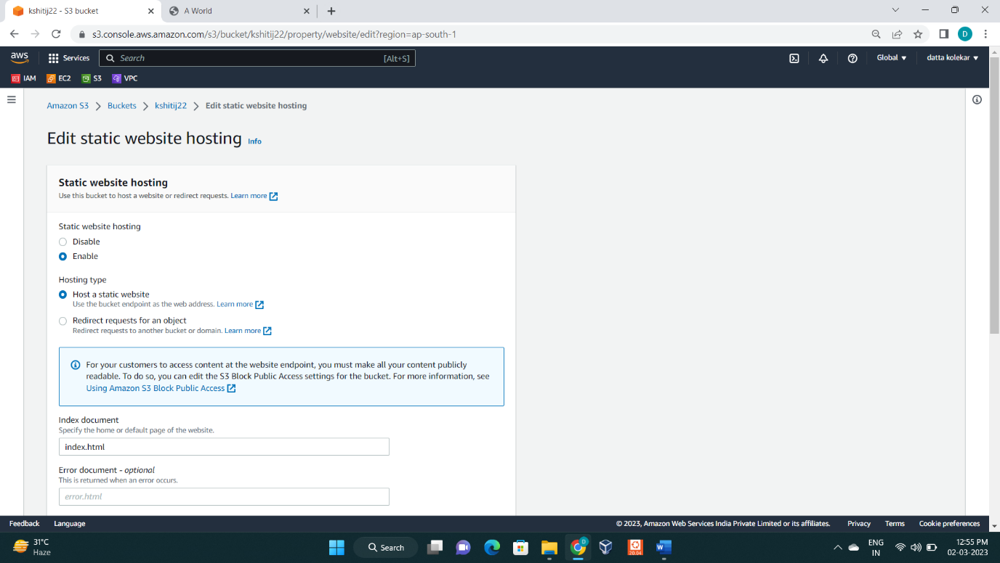 kshitij22 - S3 bucket
A World
s3.console.aws.amazon.com/s3/bucket/kshitij22/property/website/edit?region=ap-south-1
D
aws
Services
Search
[Alt+S]
Global
datta kolekar
IAM
EC2
S3
VPC
Amazon S3 > Buckets > kshitij22 > Edit static website hosting
Edit static website hosting Info
Static website hosting
Use this bucket to host a website or redirect requests. Learn more
Static website hosting
Disable
Enable
Hosting type
Host a static website
Use the bucket endpoint as the web address. Learn more
Redirect requests for an object
Redirect requests to another bucket or domain. Learn more
For your customers to access content at the website endpoint, you must make all your content publicly
readable. To do so, you can edit the S3 Block Public Access settings for the bucket. For more information, see
Using Amazon S3 Block Public Access
Index document
Specify the home or default page of the website.
index.html
Error document - optional
This is returned when an error occurs.
error.html
Feedback
Language
© 2023, Amazon Web Services India Private Limited or its affiliates.
Privacy
Terms
Cookie preferences
31°C
Haze
Search
D
20.04
W
ENG
IN
12:55 PM
02-03-2023